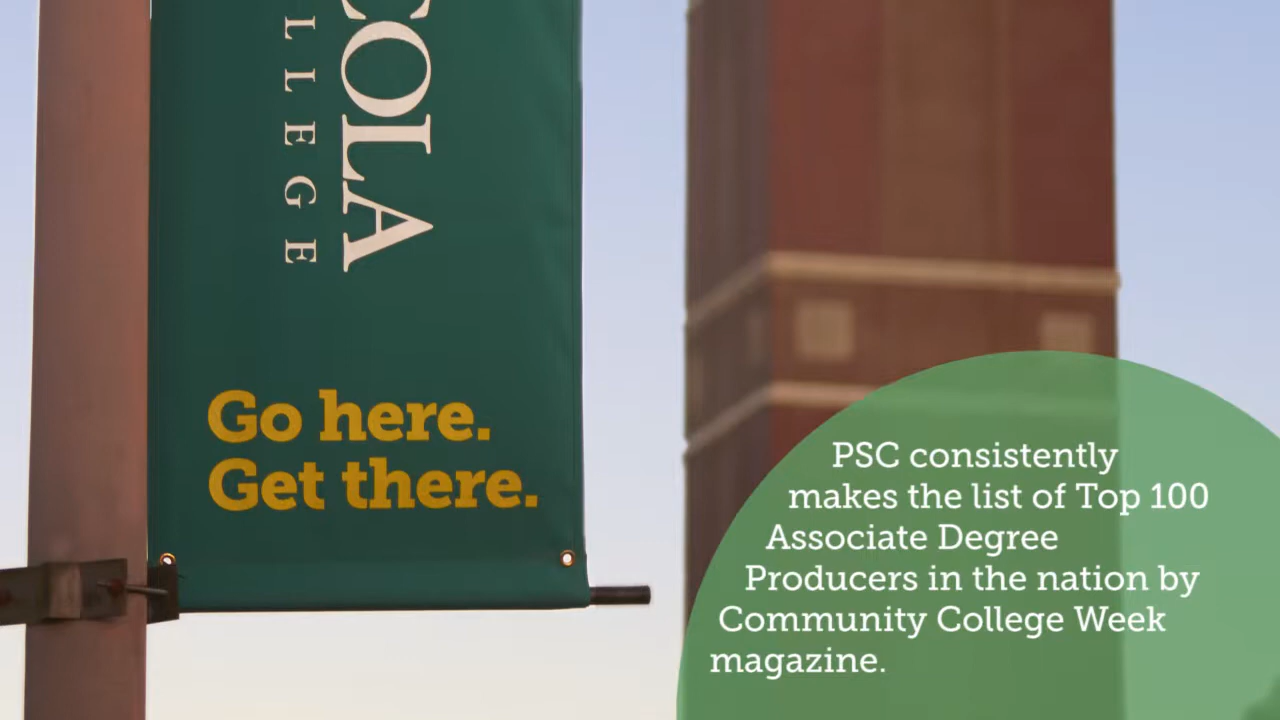 COLA
LLEGE
Go here.
Get there.
PSC consistently
makes the list of Top 100
Associate Degree
Producers in the nation by
Community College Week
magazine.